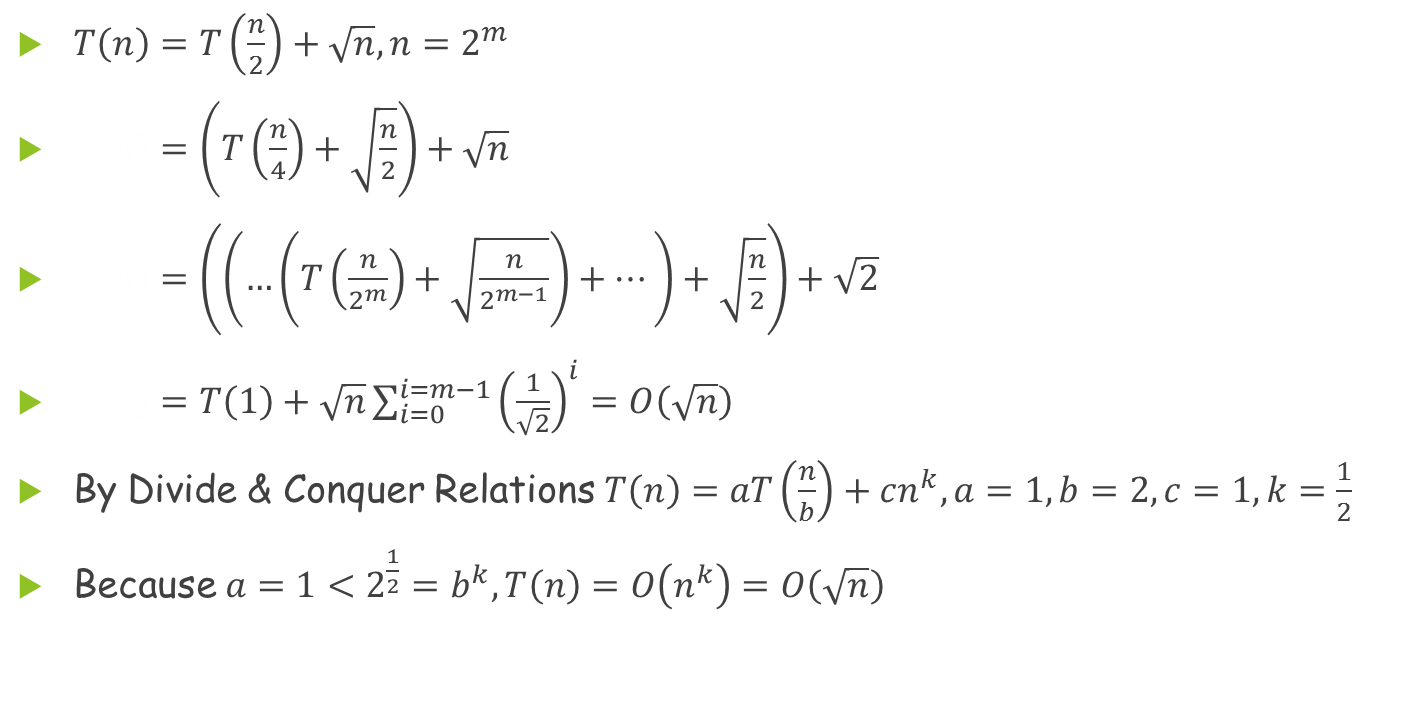 ▶ T(n) = T(n/2) + √n, n = 2^m
▶ = (T(n/4) + √(n/2)) + √n
▶ = ((...(T(n/2^m) + √(n/2^(m−1))) + ⋯ ) + √(n/2)) + √2
▶ = T(1) + √n ∑_{i=0}^{i=m−1} (1/√2)^i = O(√n)
▶ By Divide & Conquer Relations T(n) = aT(n/b) + cn^k, a = 1, b = 2, c = 1, k = 1/2
▶ Because a = 1 < 2^(1/2) = b^k, T(n) = O(n^k) = O(√n)